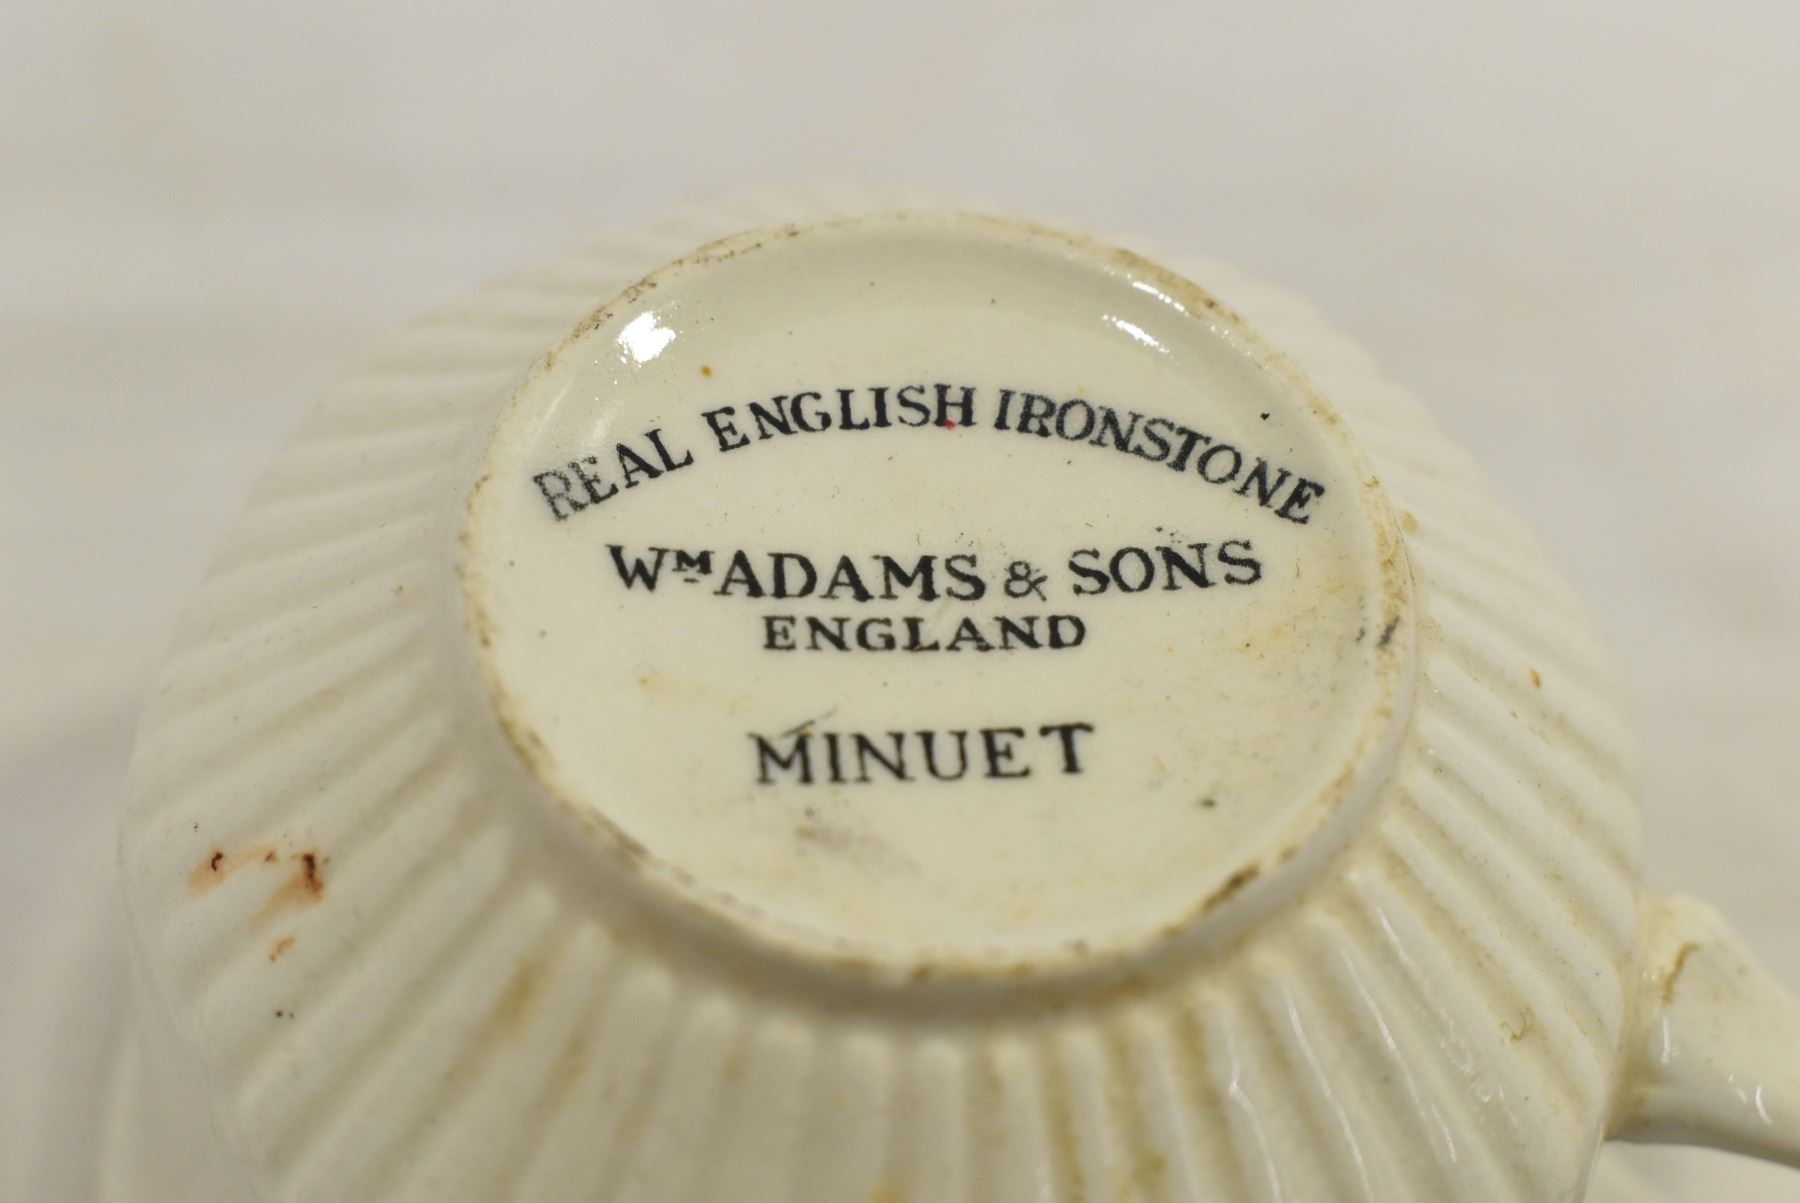 REAL ENGLISH IRONSTONE
WM ADAMS & SONS
ENGLAND
MINUET